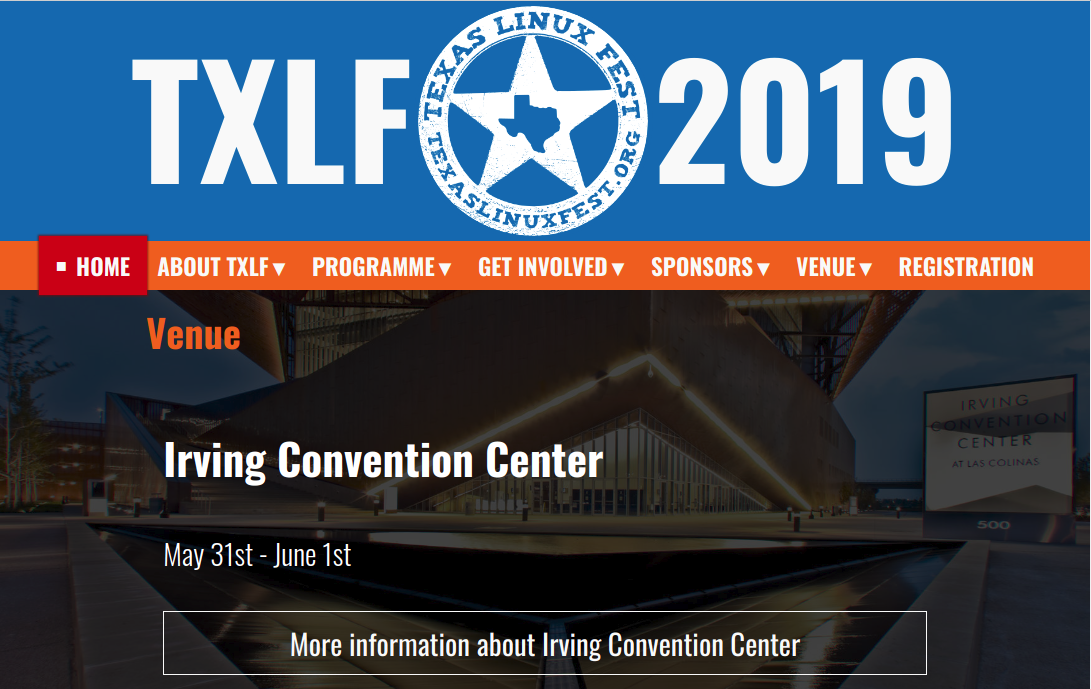 TXLF 2019
TEXAS LINUX FEST
TEXASLINUXFEST.ORG
HOME ABOUT TXLF▼ PROGRAMME▼ GET INVOLVED▼ SPONSORS▼ VENUE▼ REGISTRATION
Venue
IRVING
CONVENTION
CENTER
AT LAS COLINAS
500
Irving Convention Center
May 31st - June 1st
More information about Irving Convention Center